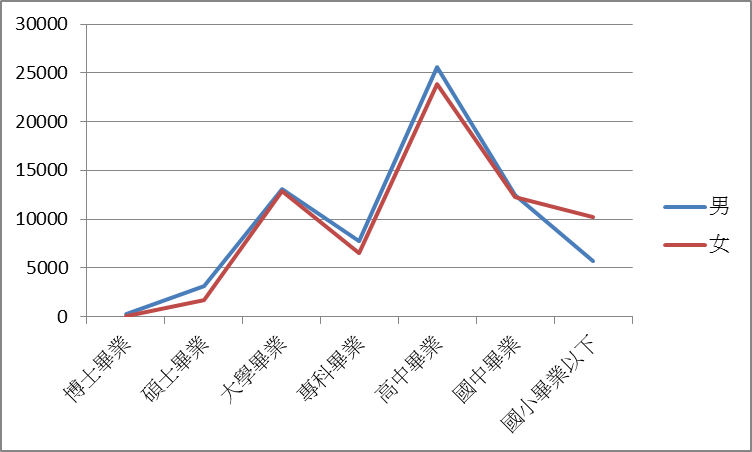 30000
25000
20000
15000
10000
5000
0
博士畢業
碩士畢業
大學畢業
專科畢業
高中畢業
國中畢業
國小畢業以下
男
女